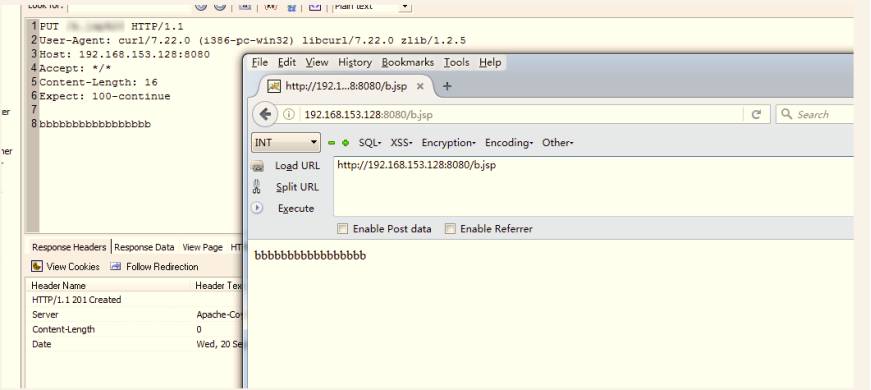 Look for:
Plain text
1 PUT HTTP/1.1
2 User-Agent: curl/7.22.0 (i386-pc-win32) libcurl/7.22.0 zlib/1.2.5
3 Host: 192.168.153.128:8080
4 Accept: */*
5 Content-Length: 16
6 Expect: 100-continue
7
8 bbbbbbbbbbbbbbbbb
er
ner
Response Headers Response Data View Page HT
View Cookies Follow Redirection
Header Name Header Tex
HTTP/1.1 201 Created
Server Apache-Co
Content-Length 0
Date Wed, 20 Se
File Edit View History Bookmarks Tools Help
http://192.1...8:8080/b.jsp × +
192.168.153.128:8080/b.jsp
Search
INT SQL- XSS- Encryption- Encoding- Other-
Load URL http://192.168.153.128:8080/b.jsp
Split URL
Execute
Enable Post data Enable Referrer
bbbbbbbbbbbbbbbbb